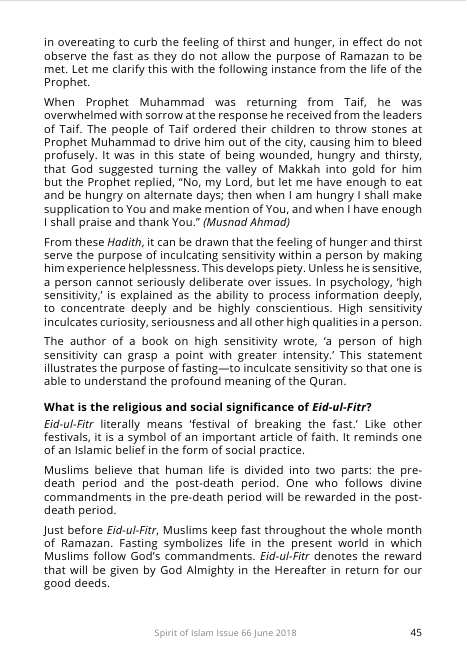 in overeating to curb the feeling of thirst and hunger, in effect do not
observe the fast as they do not allow the purpose of Ramazan to be
met. Let me clarify this with the following instance from the life of the
Prophet.
When Prophet Muhammad was returning from Taif, he was
overwhelmed with sorrow at the response he received from the leaders
of Taif. The people of Taif ordered their children to throw stones at
Prophet Muhammad to drive him out of the city, causing him to bleed
profusely. It was in this state of being wounded, hungry and thirsty,
that God suggested turning the valley of Makkah into gold for him
but the Prophet replied, “No, my Lord, but let me have enough to eat
and be hungry on alternate days; then when I am hungry I shall make
supplication to You and make mention of You, and when I have enough
I shall praise and thank You.” (Musnad Ahmad)
From these Hadith, it can be drawn that the feeling of hunger and thirst
serve the purpose of inculcating sensitivity within a person by making
him experience helplessness. This develops piety. Unless he is sensitive,
a person cannot seriously deliberate over issues. In psychology, ‘high
sensitivity,’ is explained as the ability to process information deeply,
to concentrate deeply and be highly conscientious. High sensitivity
inculcates curiosity, seriousness and all other high qualities in a person.
The author of a book on high sensitivity wrote, ‘a person of high
sensitivity can grasp a point with greater intensity.’ This statement
illustrates the purpose of fasting—to inculcate sensitivity so that one is
able to understand the profound meaning of the Quran.
What is the religious and social significance of Eid-ul-Fitr?
Eid-ul-Fitr literally means ‘festival of breaking the fast.’ Like other
festivals, it is a symbol of an important article of faith. It reminds one
of an Islamic belief in the form of social practice.
Muslims believe that human life is divided into two parts: the pre-
death period and the post-death period. One who follows divine
commandments in the pre-death period will be rewarded in the post-
death period.
Just before Eid-ul-Fitr, Muslims keep fast throughout the whole month
of Ramazan. Fasting symbolizes life in the present world in which
Muslims follow God’s commandments. Eid-ul-Fitr denotes the reward
that will be given by God Almighty in the Hereafter in return for our
good deeds.
Spirit of Islam Issue 66 June 2018 45